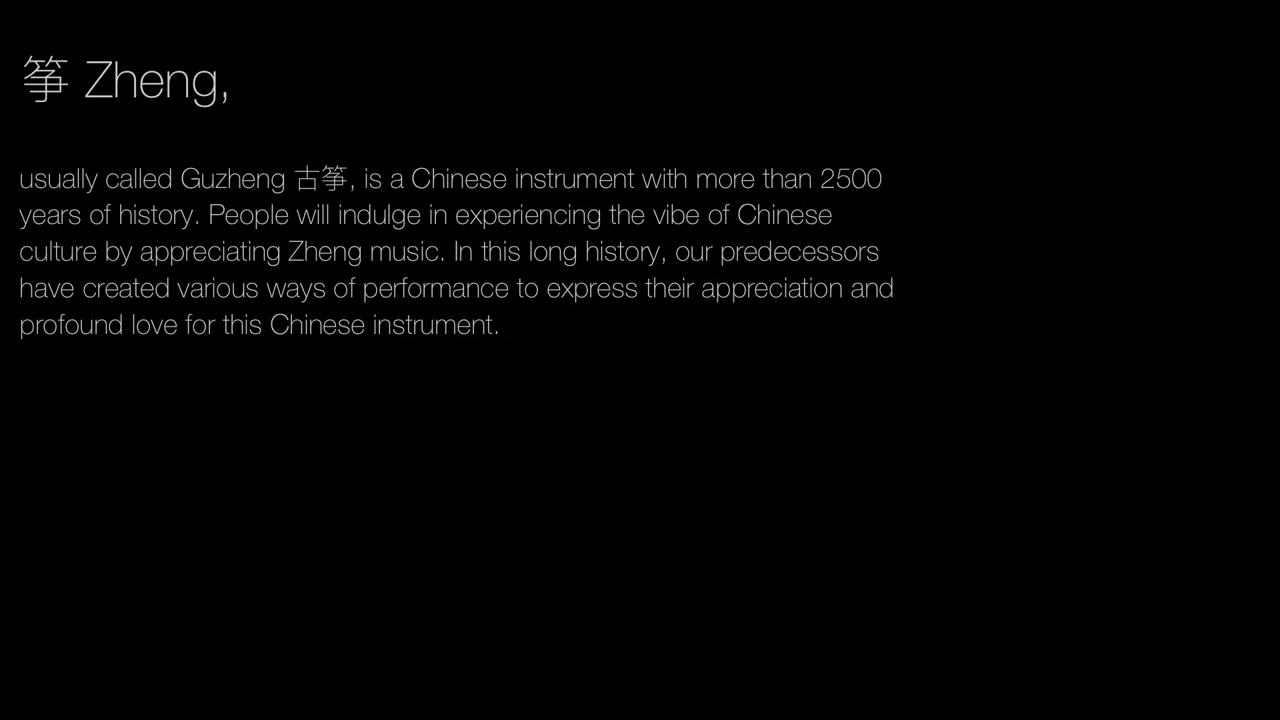 筝 Zheng,
usually called Guzheng 古筝, is a Chinese instrument with more than 2500
years of history. People will indulge in experiencing the vibe of Chinese
culture by appreciating Zheng music. In this long history, our predecessors
have created various ways of performance to express their appreciation and
profound love for this Chinese instrument.